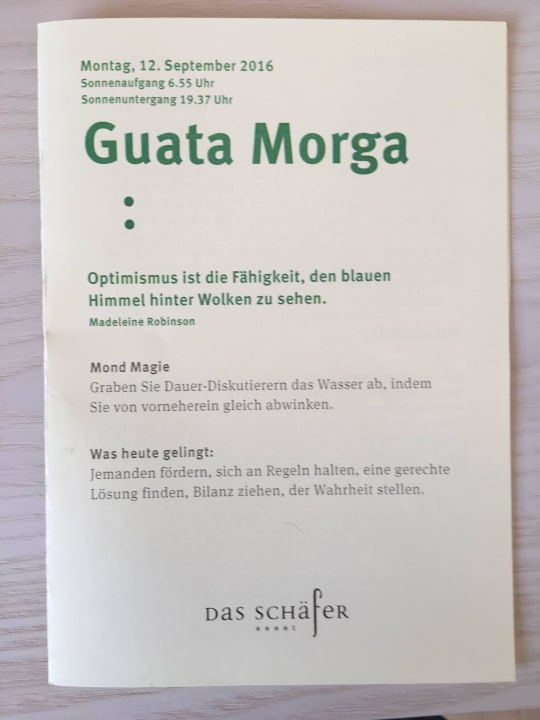 Montag, 12. September 2016
Sonnenaufgang 6.55 Uhr
Sonnenuntergang 19.37 Uhr
Guata Morga
:
Optimismus ist die Fähigkeit, den blauen
Himmel hinter Wolken zu sehen.
Madeleine Robinson
Mond Magie
Graben Sie Dauer-Diskutierern das Wasser ab, indem
Sie von vorneherein gleich abwinken.
Was heute gelingt:
Jemanden fördern, sich an Regeln halten, eine gerechte
Lösung finden, Bilanz ziehen, der Wahrheit stellen.
DaS SCHäfeR
★★★★S